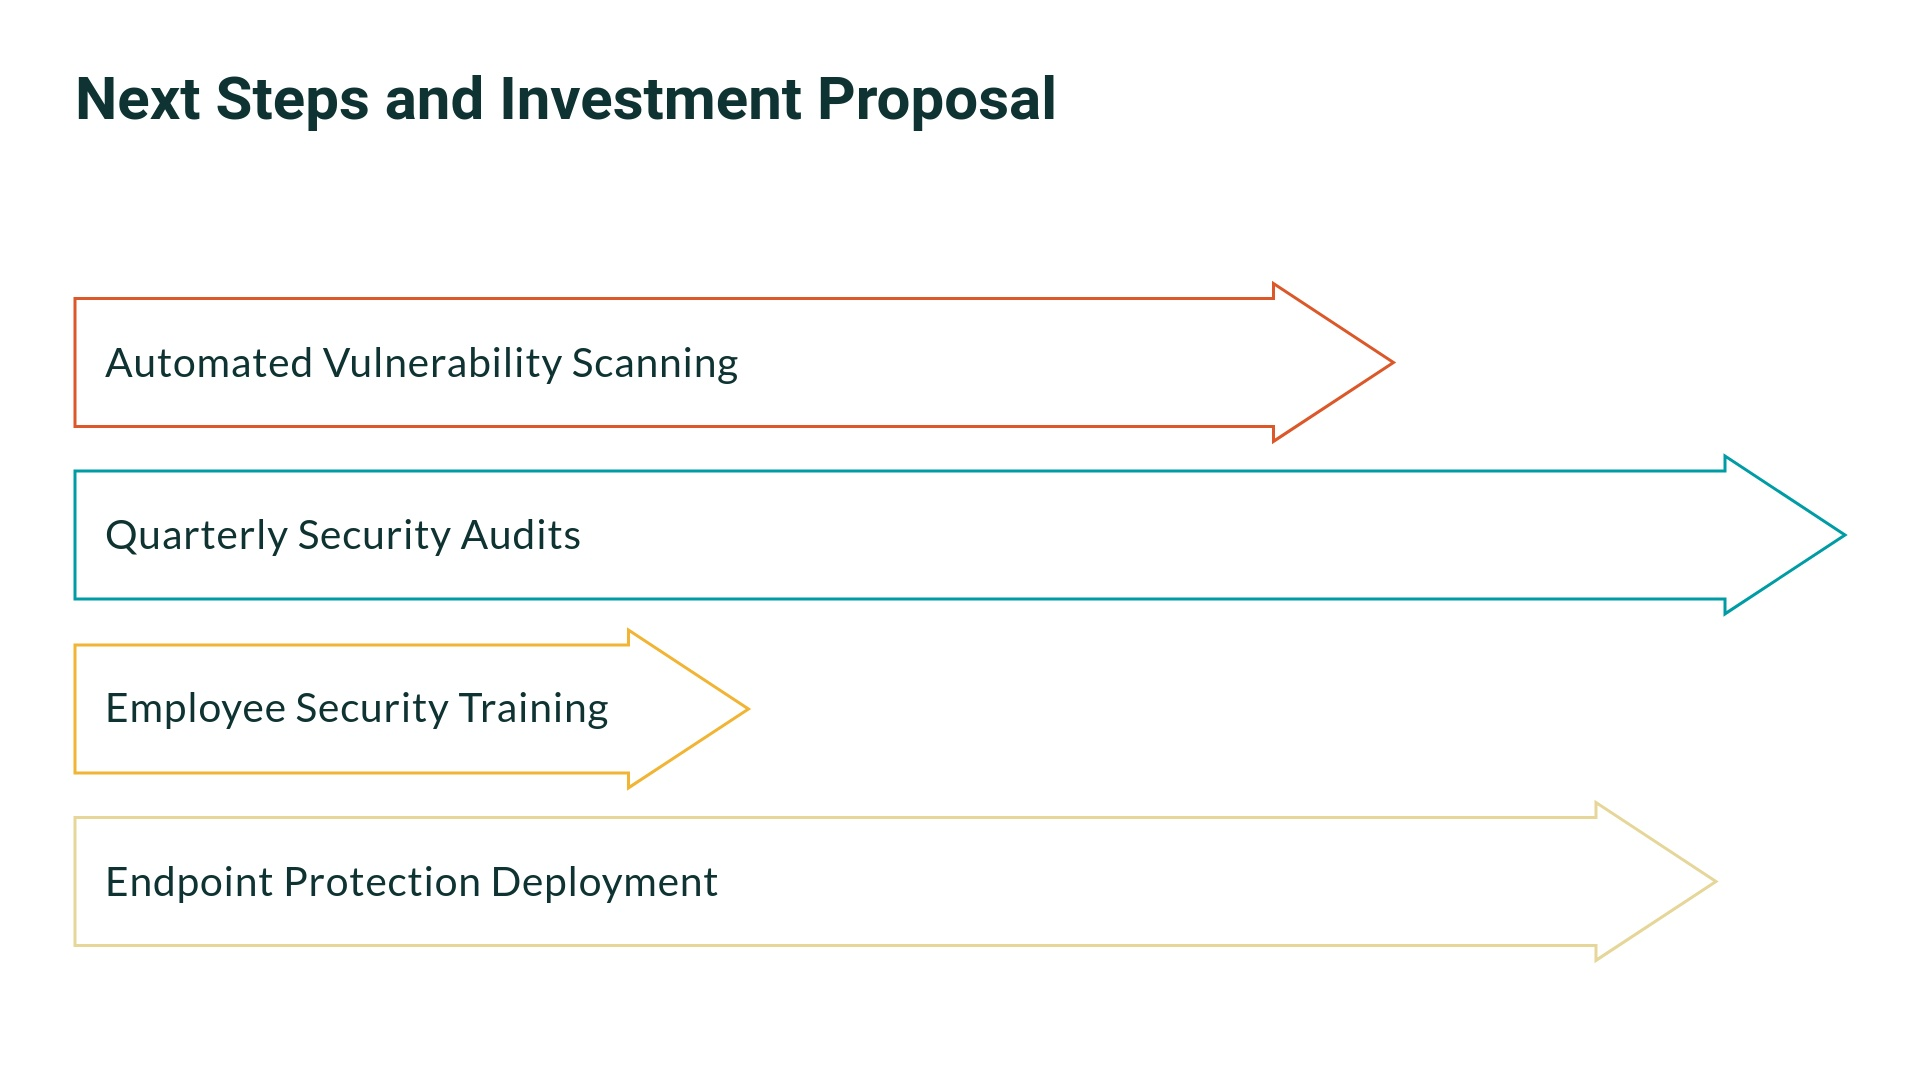 Next Steps and Investment Proposal
Automated Vulnerability Scanning
Quarterly Security Audits
Employee Security Training
Endpoint Protection Deployment